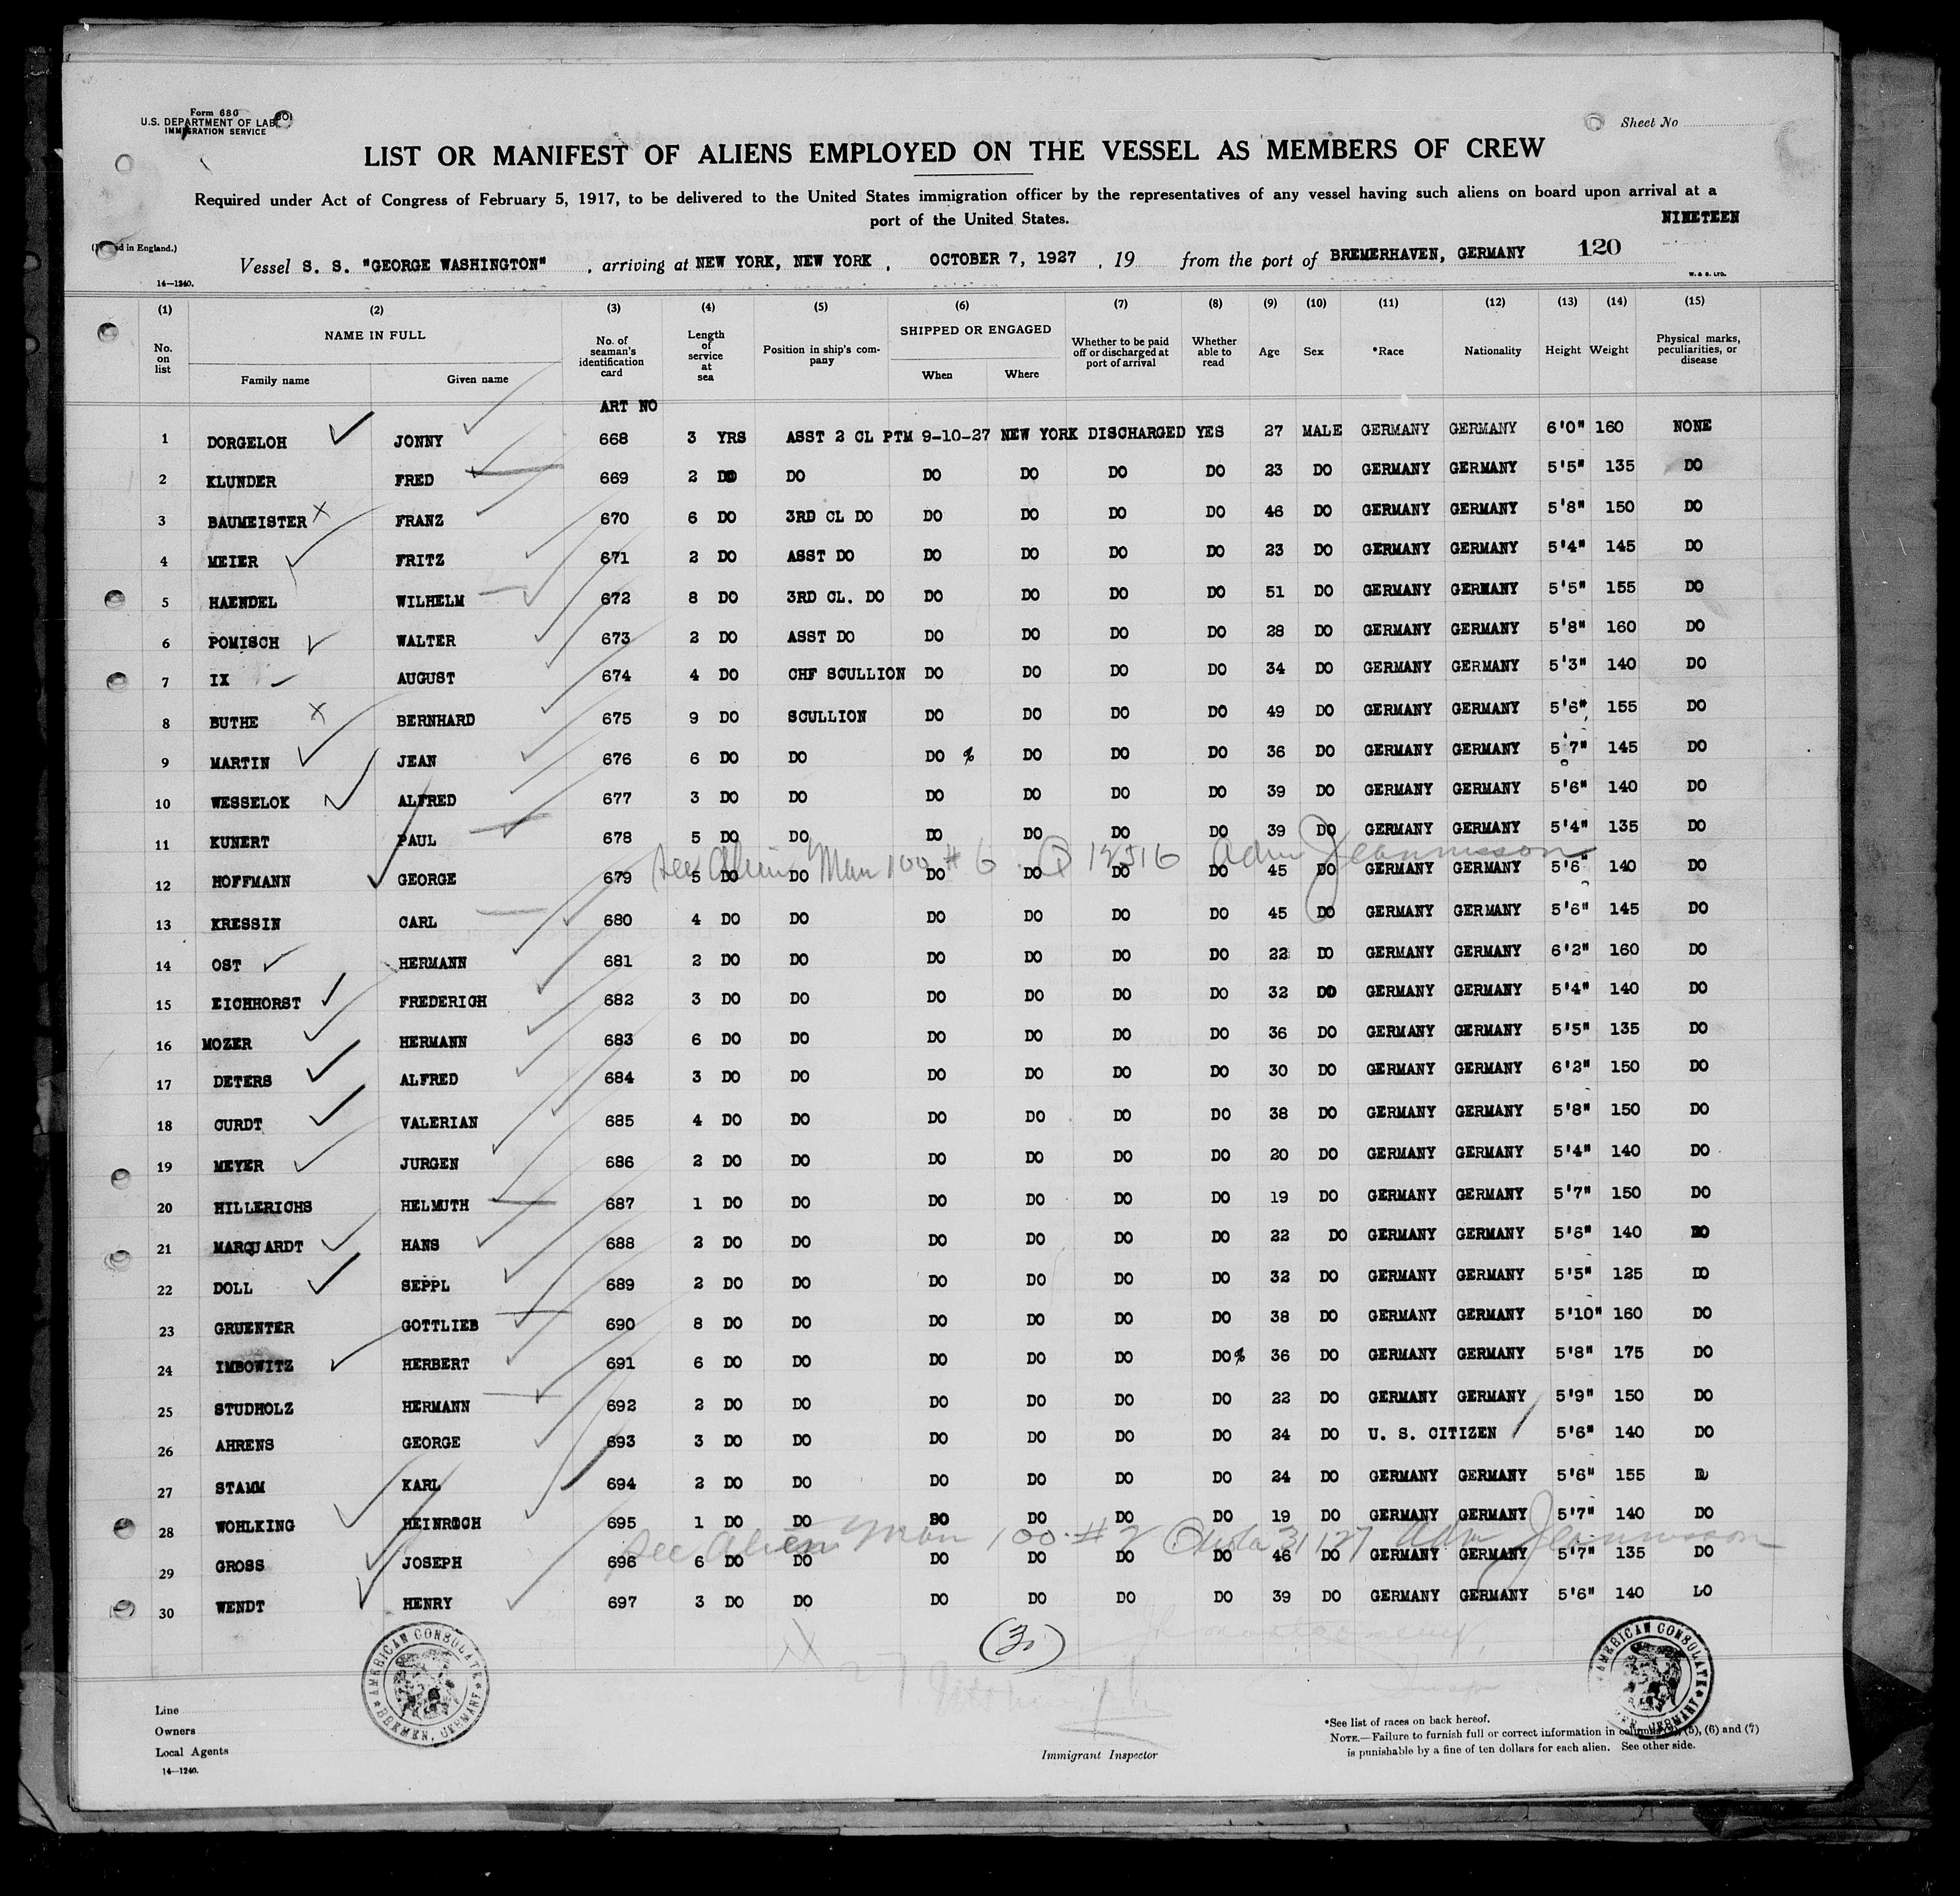 Form 680
U.S. DEPARTMENT OF LABOR
IMMIGRATION SERVICE
Sheet No
LIST OR MANIFEST OF ALIENS EMPLOYED ON THE VESSEL AS MEMBERS OF CREW
Required under Act of Congress of February 5, 1917, to be delivered to the United States immigration officer by the representatives of any vessel having such aliens on board upon arrival at a
port of the United States.
NINETEEN
(Printed in England.)
Vessel S. S. "GEORGE WASHINGTON" , arriving at NEW YORK, NEW YORK , OCTOBER 7, 1927 , 19 from the port of BREMERHAVEN, GERMANY 120
14—1240. W. & S. LTD.
(1) (2) (3) (4) (5) (6) (7) (8) (9) (10) (11) (12) (13) (14) (15)
No. on list NAME IN FULL Family name Given name No. of seaman's identification card Length of service at sea Position in ship's company SHIPPED OR ENGAGED When Where Whether to be paid off or discharged at port of arrival Whether able to read Age Sex *Race Nationality Height Weight Physical marks, peculiarities, or disease
ART NO
1 DORGELOH JONNY 668 3 YRS ASST 2 CL PTM 9-10-27 NEW YORK DISCHARGED YES 27 MALE GERMANY GERMANY 6'0" 160 NONE
2 KLUNDER FRED 669 2 DO DO DO DO DO DO 23 DO GERMANY GERMANY 5'5" 135 DO
3 BAUMEISTER FRANZ 670 6 DO 3RD CL DO DO DO DO DO 46 DO GERMANY GERMANY 5'8" 150 DO
4 MEIER FRITZ 671 2 DO ASST DO DO DO DO DO 23 DO GERMANY GERMANY 5'4" 145 DO
5 HAENDEL WILHELM 672 8 DO 3RD CL. DO DO DO DO DO 51 DO GERMANY GERMANY 5'5" 155 DO
6 POMISCH WALTER 673 2 DO ASST DO DO DO DO DO 28 DO GERMANY GERMANY 5'8" 160 DO
7 IX AUGUST 674 4 DO CHF SCULLION DO DO DO DO 34 DO GERMANY GERMANY 5'3" 140 DO
8 BUTHE BERNHARD 675 9 DO SCULLION DO DO DO DO 49 DO GERMANY GERMANY 5'6" 155 DO
9 MARTIN JEAN 676 6 DO DO DO % DO DO DO 36 DO GERMANY GERMANY 5'7" 145 DO
10 WESSELOK ALFRED 677 3 DO DO DO DO DO DO 39 DO GERMANY GERMANY 5'6" 140 DO
11 KUNERT PAUL 678 5 DO DO DO DO DO DO 39 DO GERMANY GERMANY 5'4" 135 DO
See Alien Man 100 # 6
12 HOFFMANN GEORGE 679 5 DO DO DO DO DO DO 45 DO GERMANY GERMANY 5'6" 140 DO
13 KRESSIN CARL 680 4 DO DO DO DO DO DO 45 DO GERMANY GERMANY 5'6" 145 DO
14 OST HERMANN 681 2 DO DO DO DO DO DO 22 DO GERMANY GERMANY 6'2" 160 DO
15 EICHHORST FREDERICH 682 3 DO DO DO DO DO DO 32 DO GERMANY GERMANY 5'4" 140 DO
16 MOZER HERMANN 683 6 DO DO DO DO DO DO 36 DO GERMANY GERMANY 5'5" 135 DO
17 DETERS ALFRED 684 3 DO DO DO DO DO DO 30 DO GERMANY GERMANY 6'2" 150 DO
18 CURDT VALERIAN 685 4 DO DO DO DO DO DO 38 DO GERMANY GERMANY 5'8" 150 DO
19 MEYER JURGEN 686 2 DO DO DO DO DO DO 20 DO GERMANY GERMANY 5'4" 140 DO
20 HILLERICHS HELMUTH 687 1 DO DO DO DO DO DO 19 DO GERMANY GERMANY 5'7" 150 DO
21 MARQUARDT HANS 688 2 DO DO DO DO DO DO 22 DO GERMANY GERMANY 5'6" 140 DO
22 DOLL SEPPL 689 2 DO DO DO DO DO DO 32 DO GERMANY GERMANY 5'5" 125 DO
23 GRUENTER GOTTLIEB 690 8 DO DO DO DO DO DO 38 DO GERMANY GERMANY 5'10" 160 DO
24 IMBOWITZ HERBERT 691 6 DO DO DO DO DO DO % 36 DO GERMANY GERMANY 5'8" 175 DO
25 STUDHOLZ HERMANN 692 2 DO DO DO DO DO DO 22 DO GERMANY GERMANY 5'9" 150 DO
26 AHRENS GEORGE 693 3 DO DO DO DO DO DO 24 DO U. S. CITIZEN 5'6" 140 DO
27 STAMM KARL 694 2 DO DO DO DO DO DO 24 DO GERMANY GERMANY 5'6" 155 DO
28 WOHLKING HEINRICH 695 1 DO DO DO DO DO DO 19 DO GERMANY GERMANY 5'7" 140 DO
See Alien Man 100 # 2
29 GROSS JOSEPH 696 6 DO DO DO DO DO DO 46 DO GERMANY GERMANY 5'7" 135 DO
30 WENDT HENRY 697 3 DO DO DO DO DO DO 39 DO GERMANY GERMANY 5'6" 140 DO
(30)
AMERICAN CONSULATE BREMEN, GERMANY
AMERICAN CONSULATE BREMEN, GERMANY
Line
Owners
Local Agents
14—1240.
Immigrant Inspector
*See list of races on back hereof.
NOTE.—Failure to furnish full or correct information in columns (5), (6) and (7)
is punishable by a fine of ten dollars for each alien. See other side.